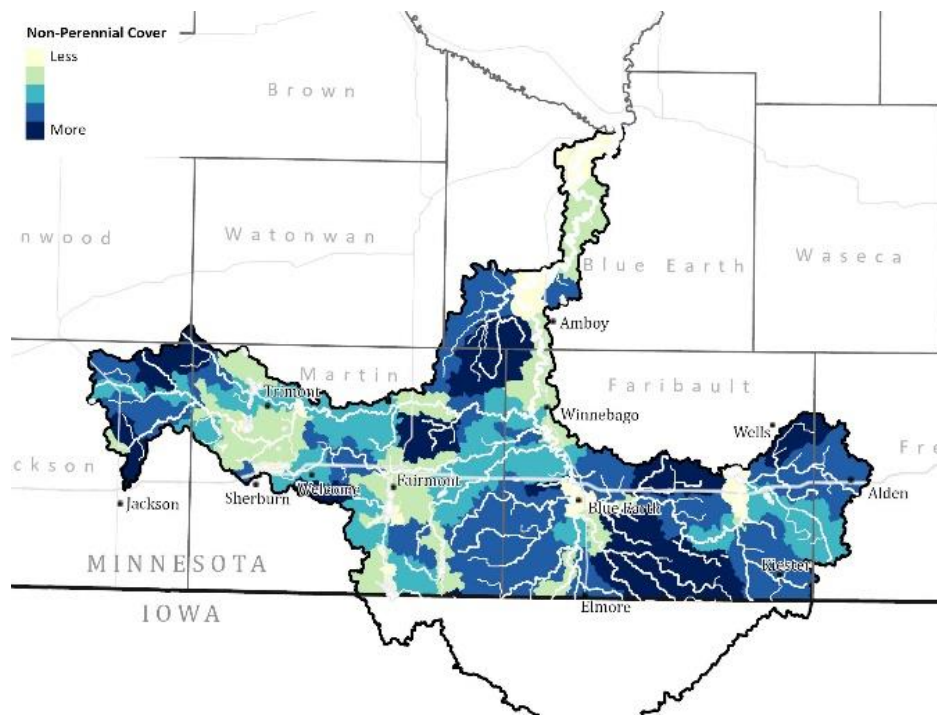 Non-Perennial Cover
Less
More
Brown
nwood
Watonwan
Blue Earth
Waseca
Amboy
Martin
Faribault
Trimont
Winnebago
Wells
ckson
Fre
Jackson
Sherburn
Welcome
Fairmont
Blue Earth
Alden
MINNESOTA
Kiester
IOWA
Elmore